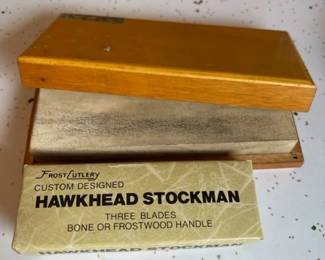 Frost Cutlery
CUSTOM DESIGNED
HAWKHEAD STOCKMAN
THREE BLADES
BONE OR FROSTWOOD HANDLE
HAWKHEAD STOCKMAN